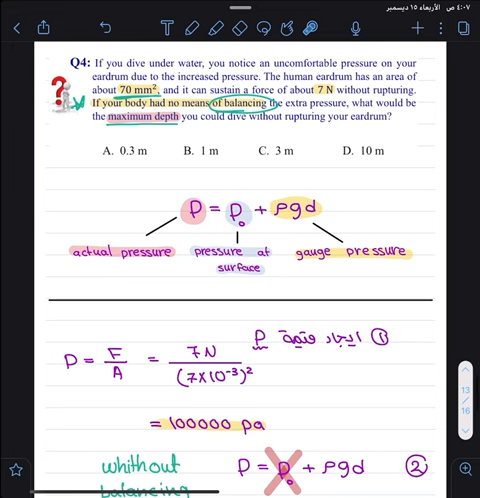 ٤:٠٧ ص الأربعاء ١٥ ديسمبر
Q4: If you dive under water, you notice an uncomfortable pressure on your
eardrum due to the increased pressure. The human eardrum has an area of
about 70 mm², and it can sustain a force of about 7 N without rupturing.
If your body had no means of balancing the extra pressure, what would be
the maximum depth you could dive without rupturing your eardrum?
A. 0.3 m B. 1 m C. 3 m D. 10 m
P = P₀ + ρgd
actual pressure pressure at gauge pressure
surface
① ايجاد قيمة P
P = F/A = 7N/(7×10⁻³)²
= 100000 pa
whithout P = P₀ + ρgd ②
balancing
13
16